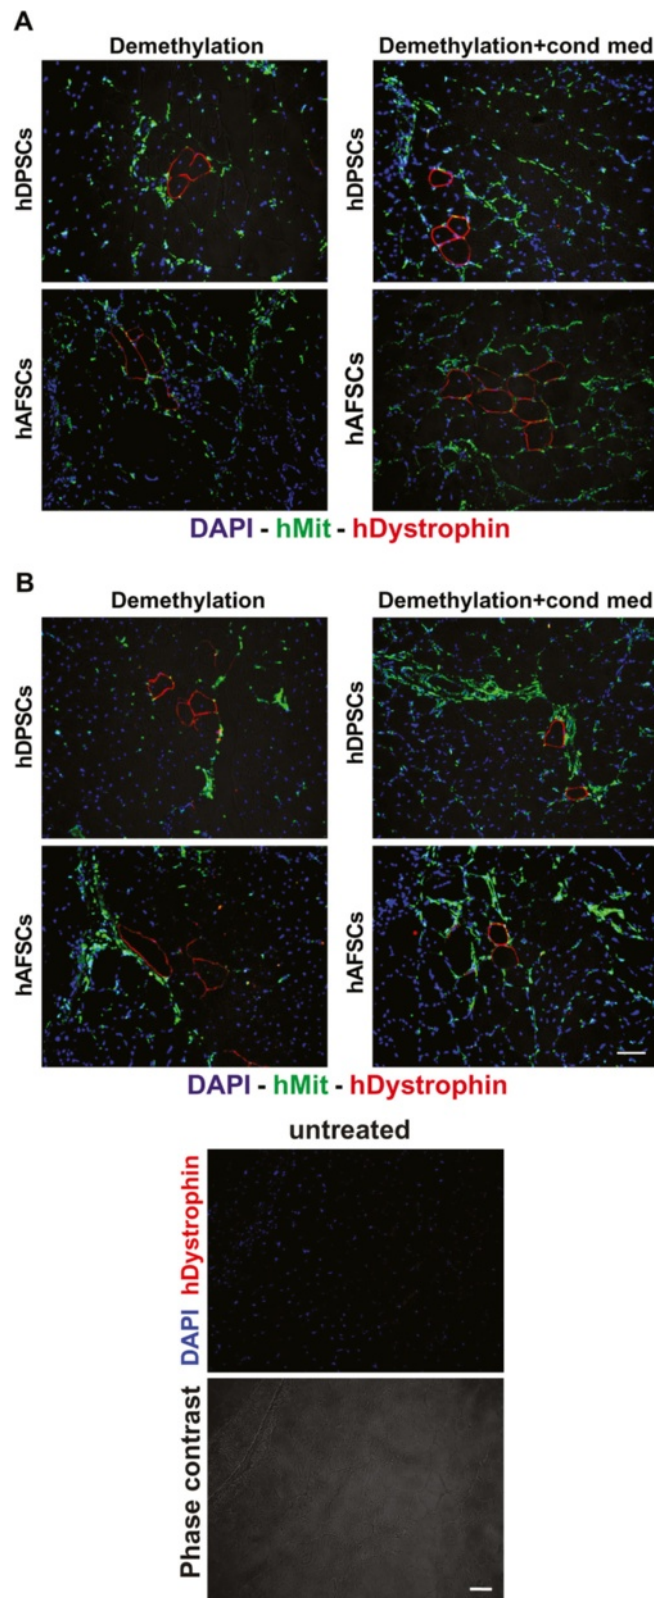 A
Demethylation
Demethylation+cond med
hDPSCs
hDPSCs
hAFSCs
hAFSCs
DAPI - hMit - hDystrophin
B
Demethylation
Demethylation+cond med
hDPSCs
hDPSCs
hAFSCs
hAFSCs
DAPI - hMit - hDystrophin
untreated
DAPI hDystrophin
Phase contrast